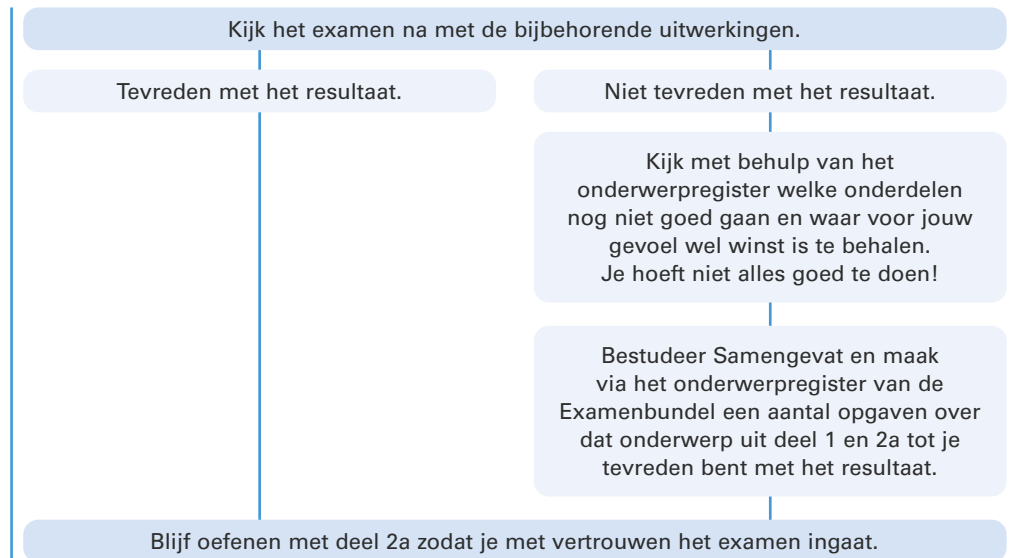 Kijk het examen na met de bijbehorende uitwerkingen.
Tevreden met het resultaat.
Niet tevreden met het resultaat.
Kijk met behulp van het
onderwerpregister welke onderdelen
nog niet goed gaan en waar voor jouw
gevoel wel winst is te behalen.
Je hoeft niet alles goed te doen!
Bestudeer Samengevat en maak
via het onderwerpregister van de
Examenbundel een aantal opgaven over
dat onderwerp uit deel 1 en 2a tot je
tevreden bent met het resultaat.
Blijf oefenen met deel 2a zodat je met vertrouwen het examen ingaat.